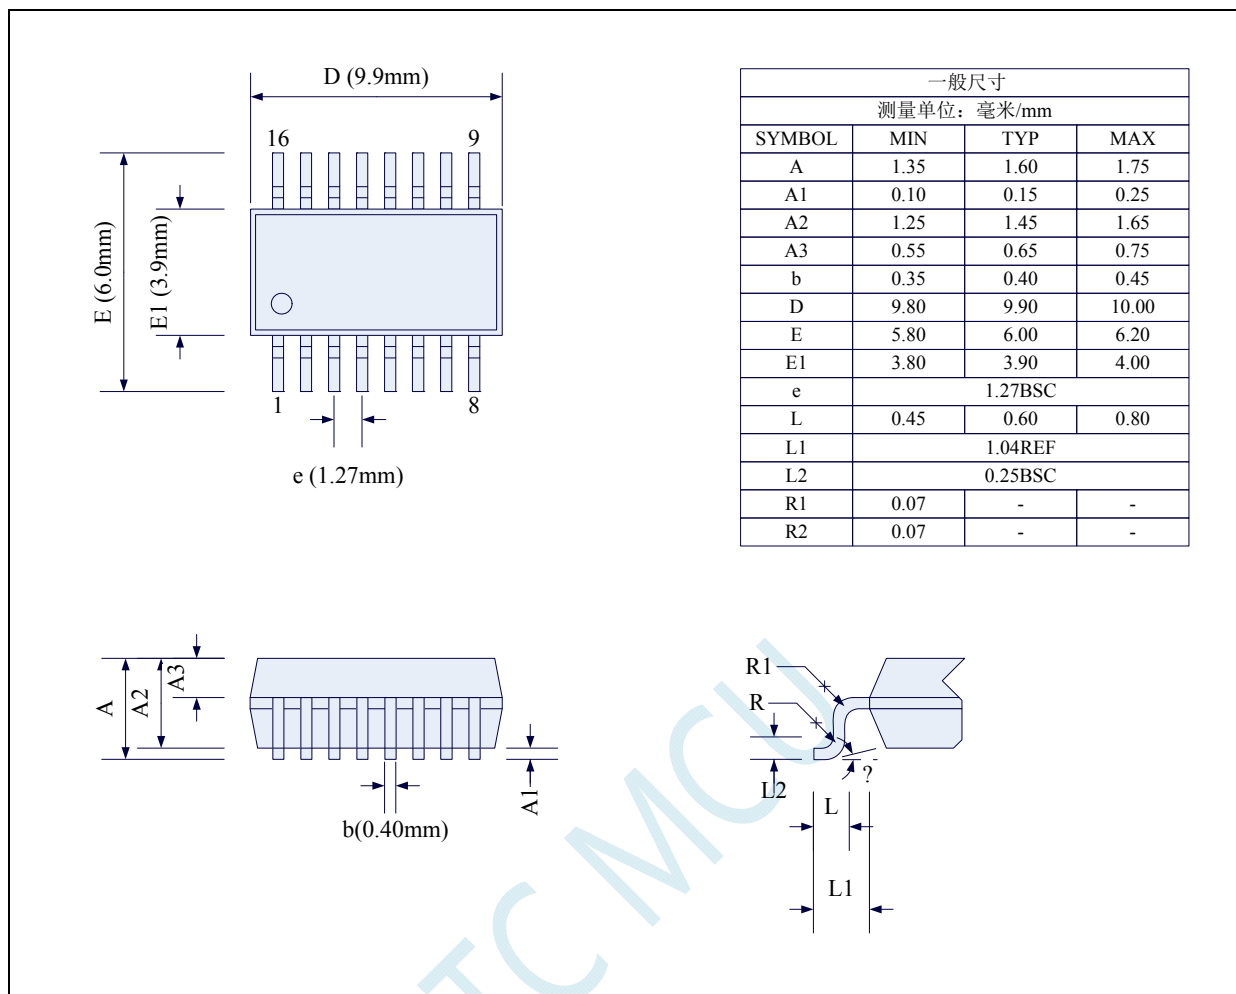 D (9.9mm)
16 9
E (6.0mm)
E1 (3.9mm)
1 8
e (1.27mm)
一般尺寸
测量单位：毫米/mm
SYMBOL MIN TYP MAX
A 1.35 1.60 1.75
A1 0.10 0.15 0.25
A2 1.25 1.45 1.65
A3 0.55 0.65 0.75
b 0.35 0.40 0.45
D 9.80 9.90 10.00
E 5.80 6.00 6.20
E1 3.80 3.90 4.00
e 1.27BSC
L 0.45 0.60 0.80
L1 1.04REF
L2 0.25BSC
R1 0.07 - -
R2 0.07 - -
A
A2
A3
A1
b(0.40mm)
R1
R
L2
?
L
L1
TC MCU